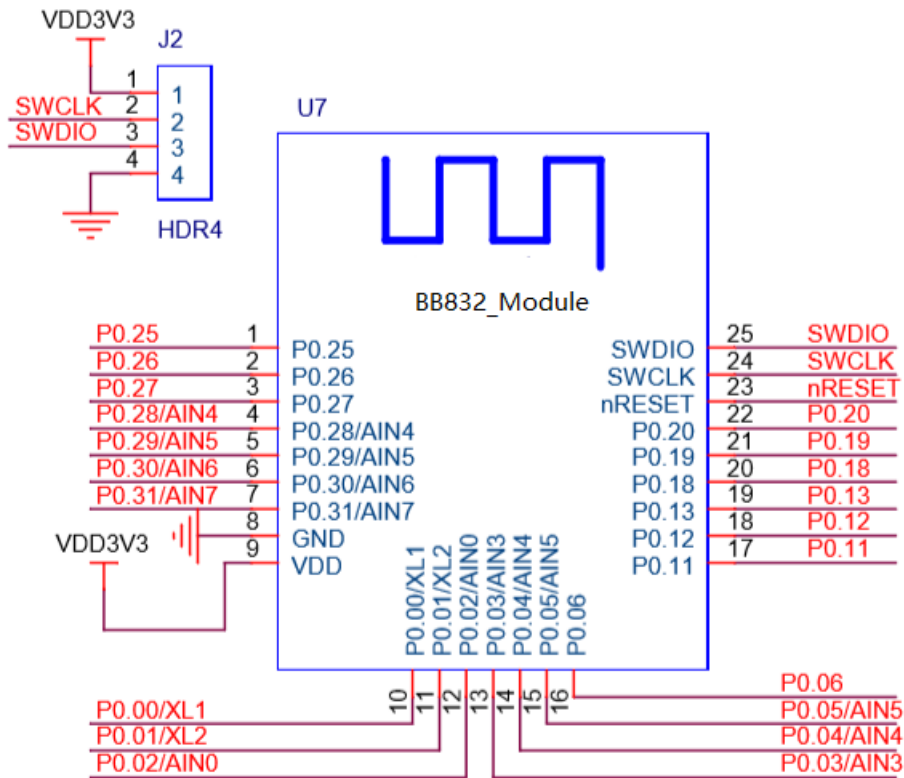 VDD3V3
J2
1 1
SWCLK 2 2
SWDIO 3 3
4 4
HDR4
U7
BB832_Module
P0.25 1 P0.25
P0.26 2 P0.26
P0.27 3 P0.27
P0.28/AIN4 4 P0.28/AIN4
P0.29/AIN5 5 P0.29/AIN5
P0.30/AIN6 6 P0.30/AIN6
P0.31/AIN7 7 P0.31/AIN7
8 GND
VDD3V3
9 VDD
SWDIO 25 SWDIO
SWCLK 24 SWCLK
nRESET 23 nRESET
P0.20 22 P0.20
P0.19 21 P0.19
P0.18 20 P0.18
P0.13 19 P0.13
P0.12 18 P0.12
P0.11 17 P0.11
P0.00/XL1
P0.01/XL2
P0.02/AIN0
P0.03/AIN3
P0.04/AIN4
P0.05/AIN5
P0.06
10
11
12
13
14
15
16
P0.00/XL1
P0.01/XL2
P0.02/AIN0
P0.06
P0.05/AIN5
P0.04/AIN4
P0.03/AIN3